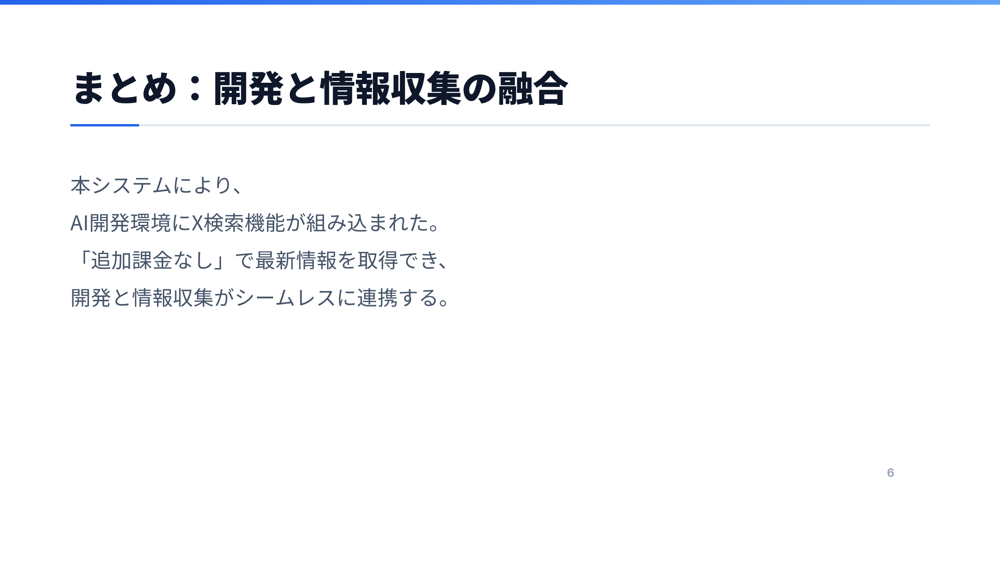 まとめ：開発と情報収集の融合
本システムにより、
AI開発環境にX検索機能が組み込まれた。
「追加課金なし」で最新情報を取得でき、
開発と情報収集がシームレスに連携する。
6